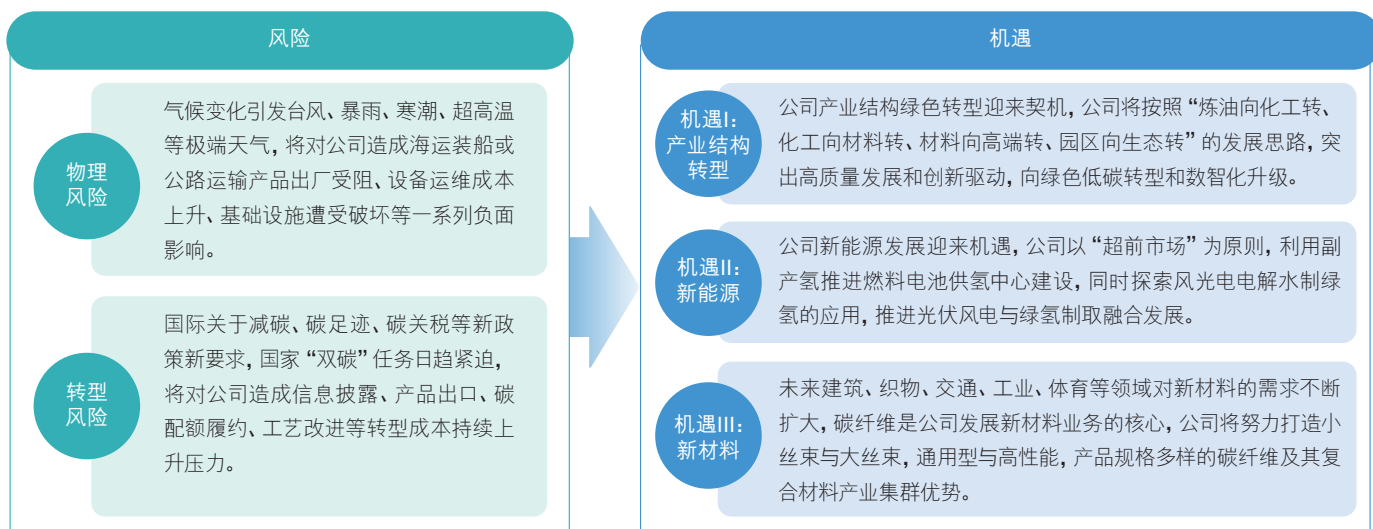 风险
物理
风险
气候变化引发台风、暴雨、寒潮、超高温
等极端天气,将对公司造成海运装船或
公路运输产品出厂受阻、设备运维成本
上升、基础设施遭受破坏等一系列负面
影响。
转型
风险
国际关于减碳、碳足迹、碳关税等新政
策新要求,国家“双碳”任务日趋紧迫,
将对公司造成信息披露、产品出口、碳
配额履约、工艺改进等转型成本持续上
升压力。
机遇
机遇I:
产业结构
转型
公司产业结构绿色转型迎来契机,公司将按照“炼油向化工转、
化工向材料转、材料向高端转、园区向生态转”的发展思路,突
出高质量发展和创新驱动,向绿色低碳转型和数智化升级。
机遇II:
新能源
公司新能源发展迎来机遇,公司以“超前市场”为原则,利用副
产氢推进燃料电池供氢中心建设,同时探索风光电电解水制绿
氢的应用,推进光伏风电与绿氢制取融合发展。
机遇III:
新材料
未来建筑、织物、交通、工业、体育等领域对新材料的需求不断
扩大,碳纤维是公司发展新材料业务的核心,公司将努力打造小
丝束与大丝束,通用型与高性能,产品规格多样的碳纤维及其复
合材料产业集群优势。